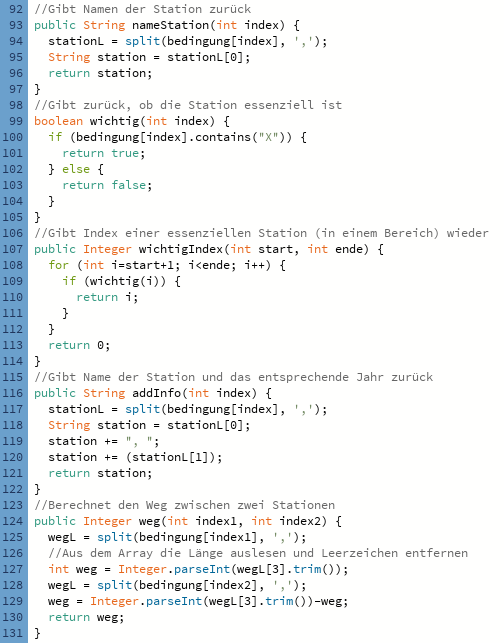 92 //Gibt Namen der Station zurück
93 public String nameStation(int index) {
94   stationL = split(bedingung[index], ',');
95   String station = stationL[0];
96   return station;
97 }
98 //Gibt zurück, ob die Station essenziell ist
99 boolean wichtig(int index) {
100   if (bedingung[index].contains("X")) {
101     return true;
102   } else {
103     return false;
104   }
105 }
106 //Gibt Index einer essenziellen Station (in einem Bereich) wieder
107 public Integer wichtigIndex(int start, int ende) {
108   for (int i=start+1; i<ende; i++) {
109     if (wichtig(i)) {
110       return i;
111     }
112   }
113   return 0;
114 }
115 //Gibt Name der Station und das entsprechende Jahr zurück
116 public String addInfo(int index) {
117   stationL = split(bedingung[index], ',');
118   String station = stationL[0];
119   station += ", ";
120   station += (stationL[1]);
121   return station;
122 }
123 //Berechnet den Weg zwischen zwei Stationen
124 public Integer weg(int index1, int index2) {
125   wegL = split(bedingung[index1], ',');
126   //Aus dem Array die Länge auslesen und Leerzeichen entfernen
127   int weg = Integer.parseInt(wegL[3].trim());
128   wegL = split(bedingung[index2], ',');
129   weg = Integer.parseInt(wegL[3].trim())-weg;
130   return weg;
131 }